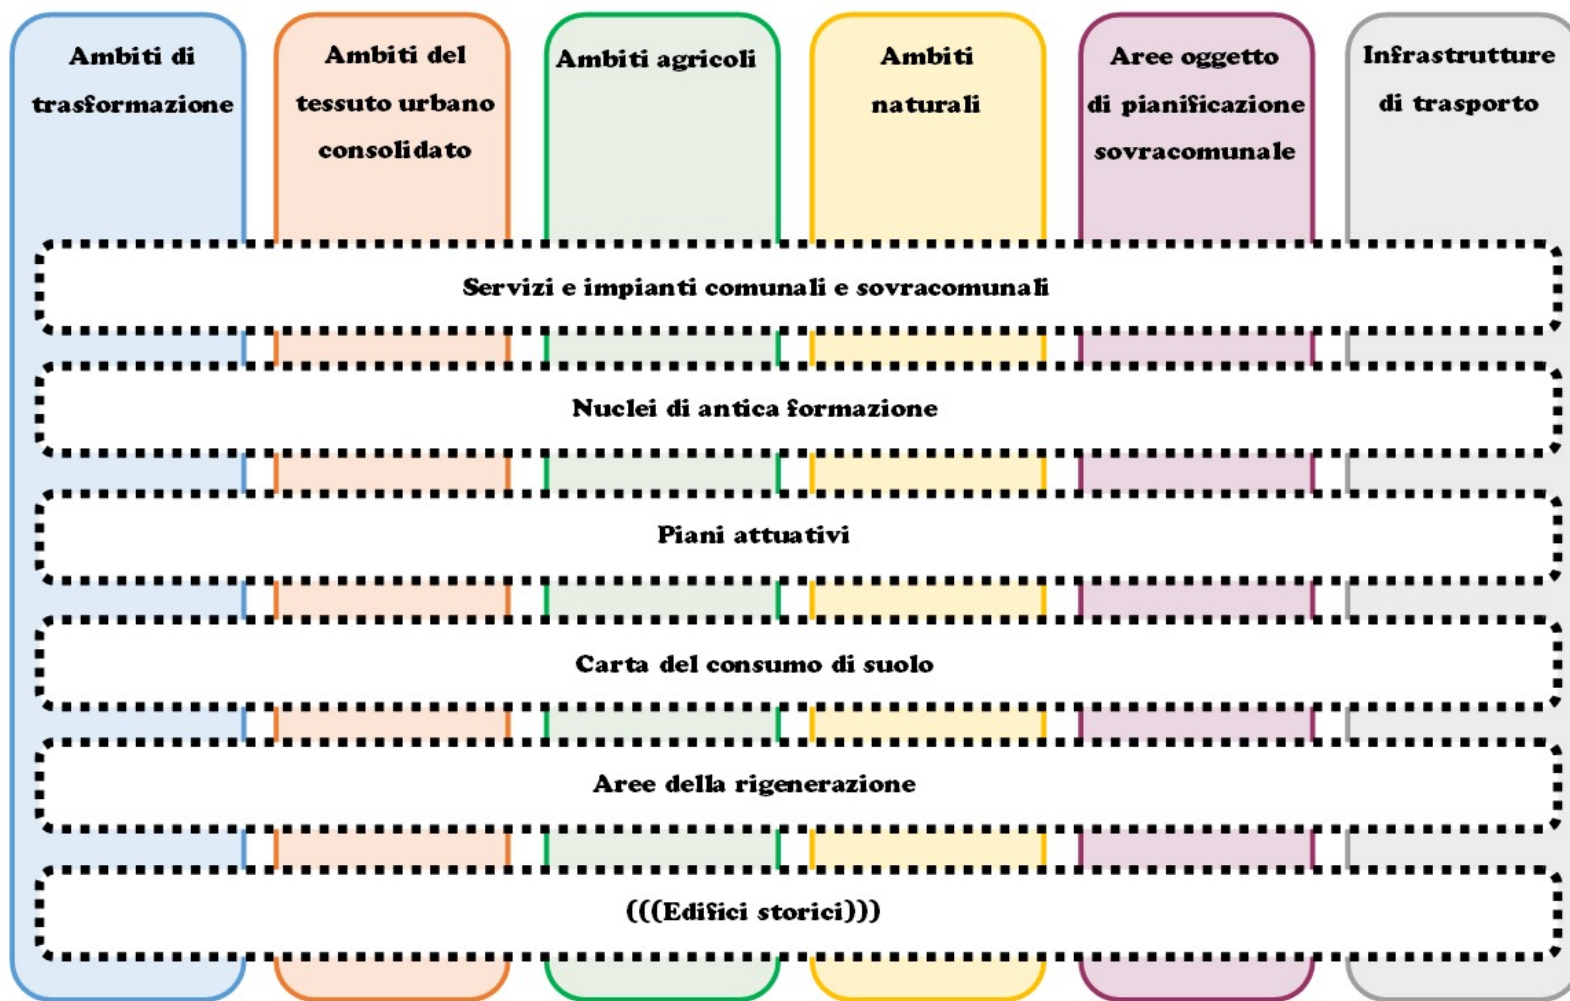 Ambiti di
trasformazione
Ambiti del
tessuto urbano
consolidato
Ambiti agricoli
Ambiti
naturali
Aree oggetto
di pianificazione
sovracomunale
Infrastrutture
di trasporto
Servizi e impianti comunali e sovracomunali
Nuclei di antica formazione
Piani attuativi
Carta del consumo di suolo
Aree della rigenerazione
(((Edifici storici)))